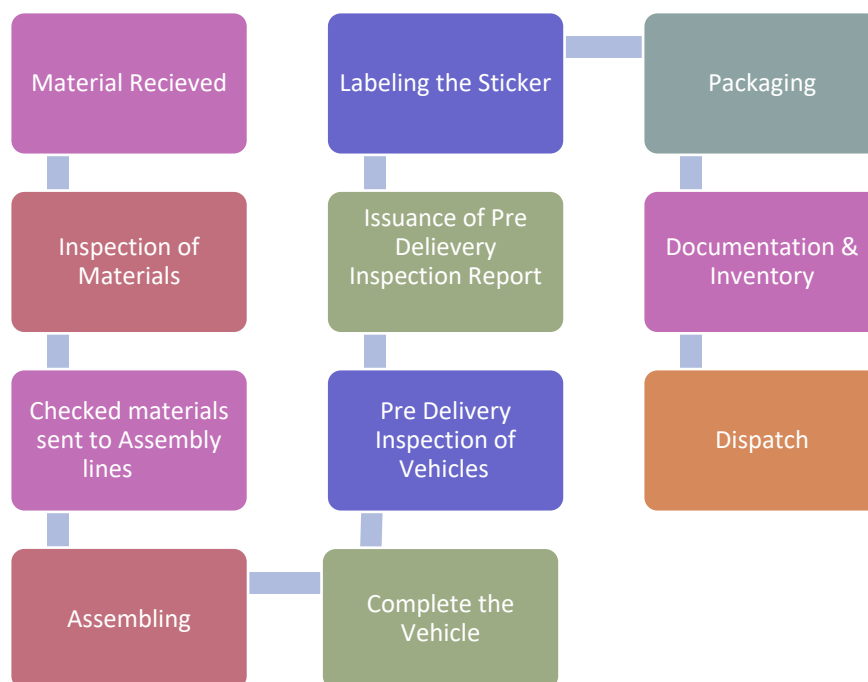 Material Recieved
Inspection of
Materials
Checked materials
sent to Assembly
lines
Assembling
Complete the
Vehicle
Pre Delivery
Inspection of
Vehicles
Issuance of Pre
Delievery
Inspection Report
Labeling the Sticker
Packaging
Documentation &
Inventory
Dispatch